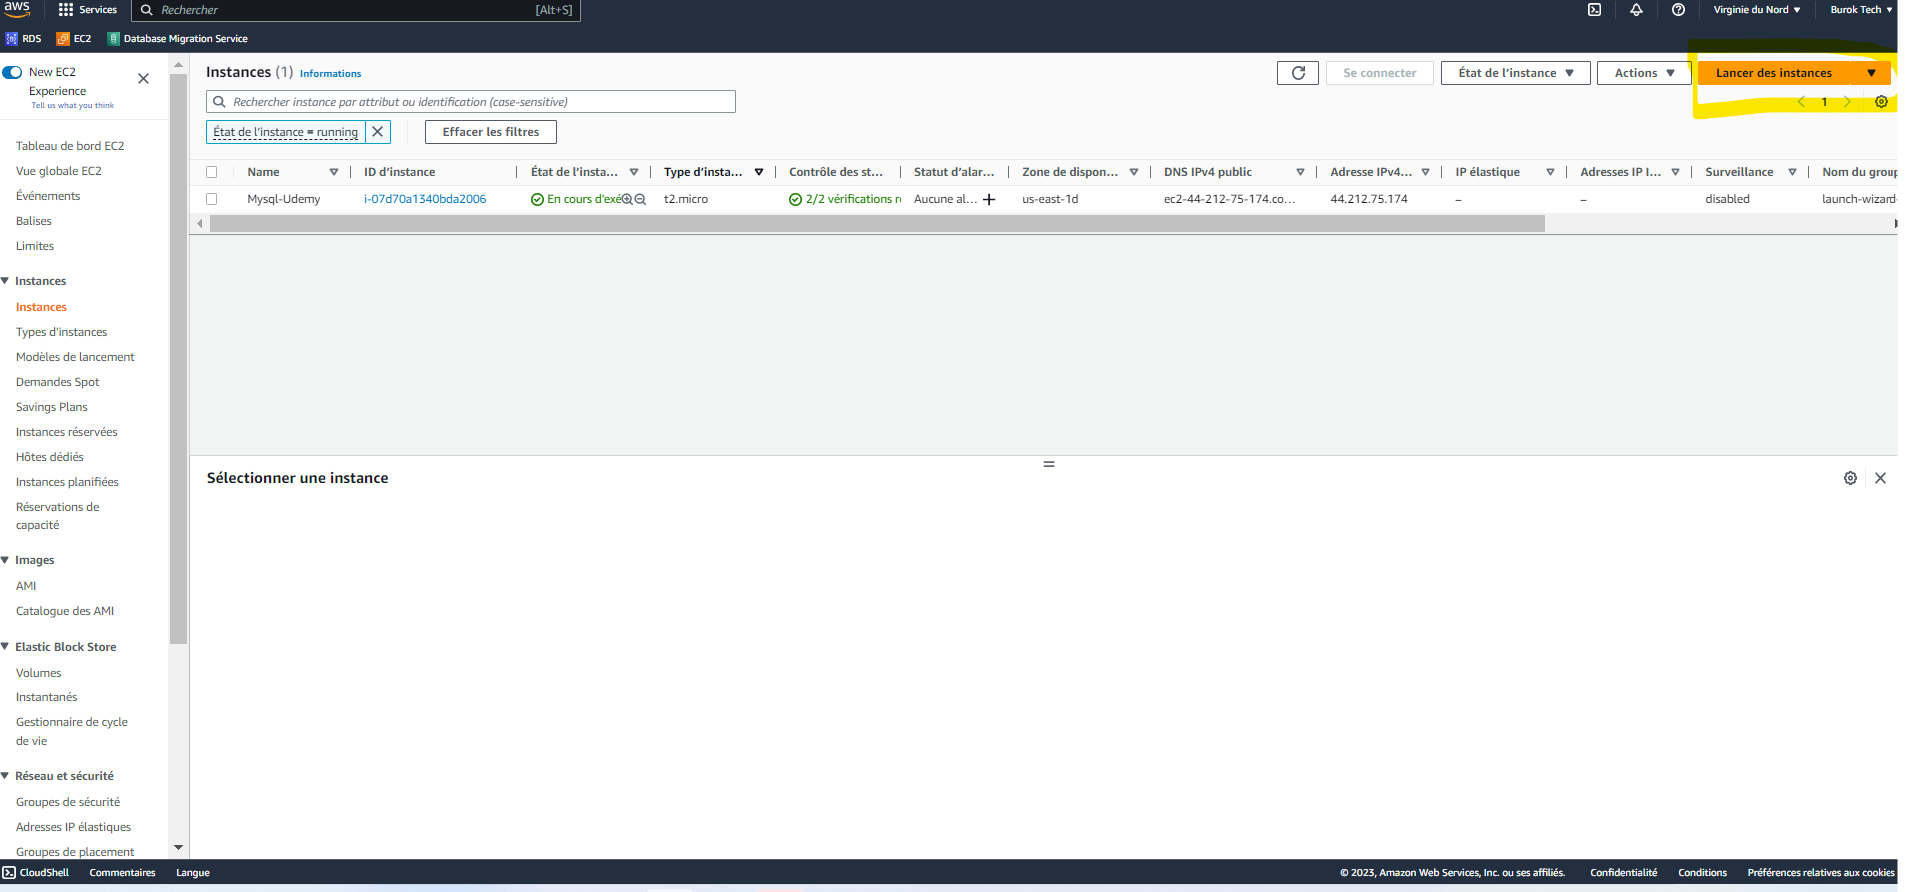 aws Services Rechercher [Alt+S] Virginie du Nord Burok Tech
RDS EC2 Database Migration Service
New EC2
Experience
Tell us what you think
Tableau de bord EC2
Vue globale EC2
Événements
Balises
Limites
Instances
Instances
Types d'instances
Modèles de lancement
Demandes Spot
Savings Plans
Instances réservées
Hôtes dédiés
Instances planifiées
Réservations de
capacité
Images
AMI
Catalogue des AMI
Elastic Block Store
Volumes
Instantanés
Gestionnaire de cycle
de vie
Réseau et sécurité
Groupes de sécurité
Adresses IP élastiques
Groupes de placement
Instances (1) Informations
Se connecter État de l'instance Actions Lancer des instances
Rechercher instance par attribut ou identification (case-sensitive)
1
État de l'instance = running Effacer les filtres
Name ID d'instance État de l'insta... Type d'insta... Contrôle des st... Statut d'alar... Zone de dispon... DNS IPv4 public Adresse IPv4... IP élastique Adresses IP I... Surveillance Nom du group
Mysql-Udemy i-07d70a1340bda2006 En cours d'exé t2.micro 2/2 vérifications r Aucune al... us-east-1d ec2-44-212-75-174.co... 44.212.75.174 – – disabled launch-wizard-
Sélectionner une instance
CloudShell Commentaires Langue © 2023, Amazon Web Services, Inc. ou ses affiliés. Confidentialité Conditions Préférences relatives aux cookies